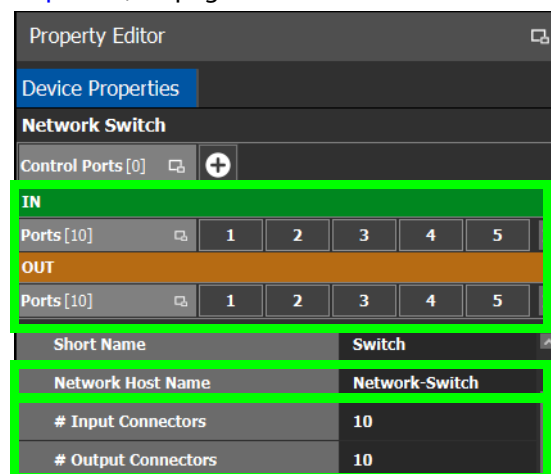 Property Editor
Device Properties
Network Switch
Control Ports [0]
IN
Ports [10] 1 2 3 4 5
OUT
Ports [10] 1 2 3 4 5
Short Name Switch
Network Host Name Network-Switch
# Input Connectors 10
# Output Connectors 10